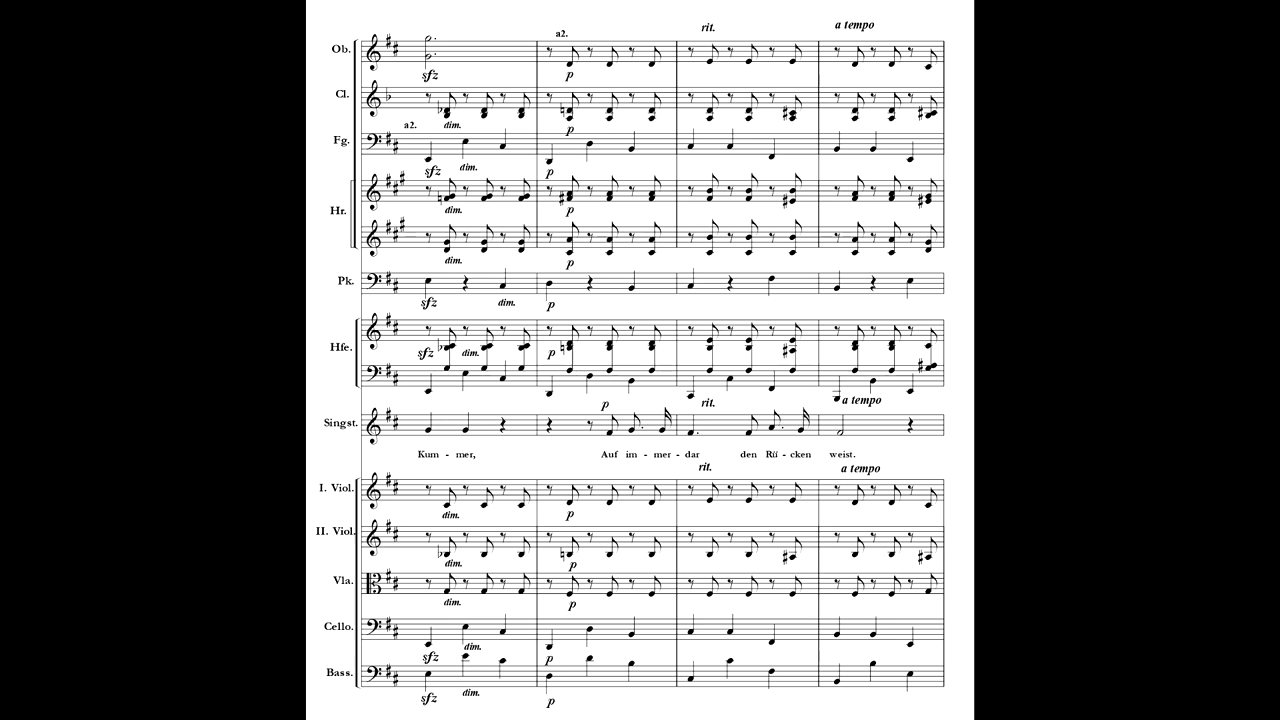 rit. a tempo
a2.
Ob.
sfz p
Cl.
a2. dim. p
Fg.
sfz dim. p
Hr.
dim. p
dim. p
Pk.
sfz dim. p
Hfe.
sfz dim. p
p rit. a tempo
Singst.
Kum - mer, Auf im - mer - dar den Rü - cken weist.
rit. a tempo
I. Viol.
dim. p
II. Viol.
dim. p
Vla.
dim. p
Cello.
sfz dim. p
Bass.
sfz dim. p